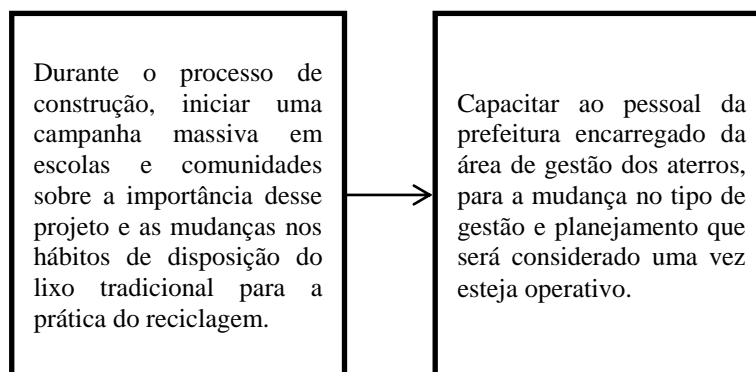 Durante o processo de
construção, iniciar uma
campanha massiva em
escolas e comunidades
sobre a importância desse
projeto e as mudanças nos
hábitos de disposição do
lixo tradicional para a
prática do reciclagem.
Capacitar ao pessoal da
prefeitura encarregado da
área de gestão dos aterros,
para a mudança no tipo de
gestão e planejamento que
será considerado uma vez
esteja operativo.